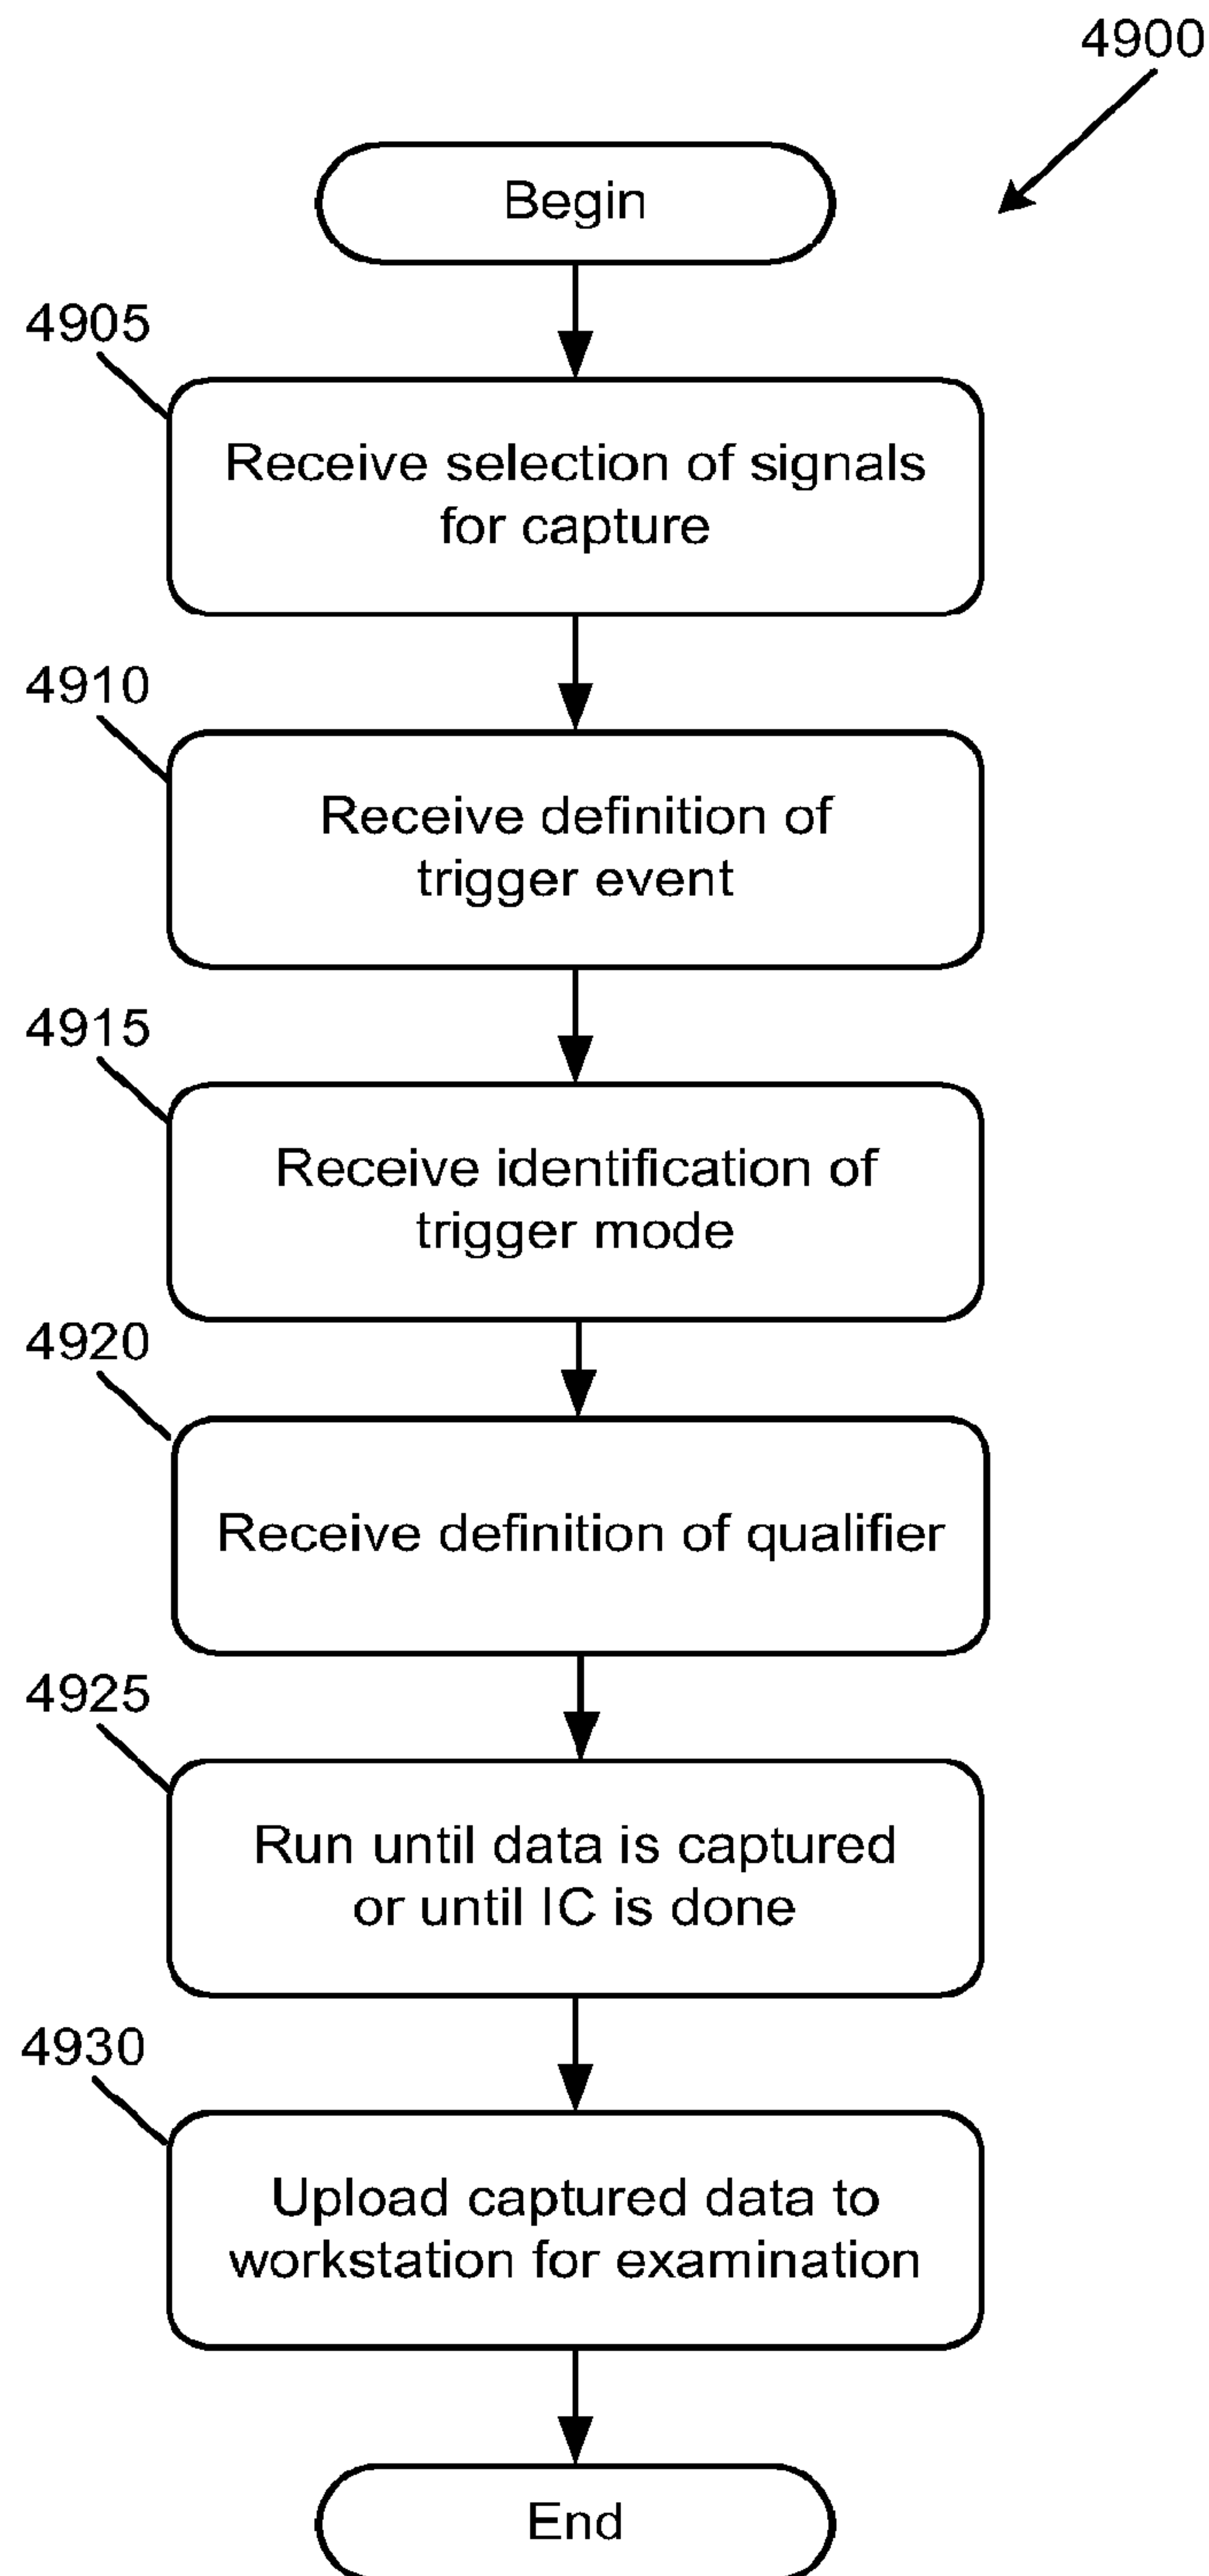 4900
Begin
4905
Receive selection of signals
for capture
4910
Receive definition of
trigger event
4915
Receive identification of
trigger mode
4920
Receive definition of qualifier
4925
Run until data is captured
or until IC is done
4930
Upload captured data to
workstation for examination
End